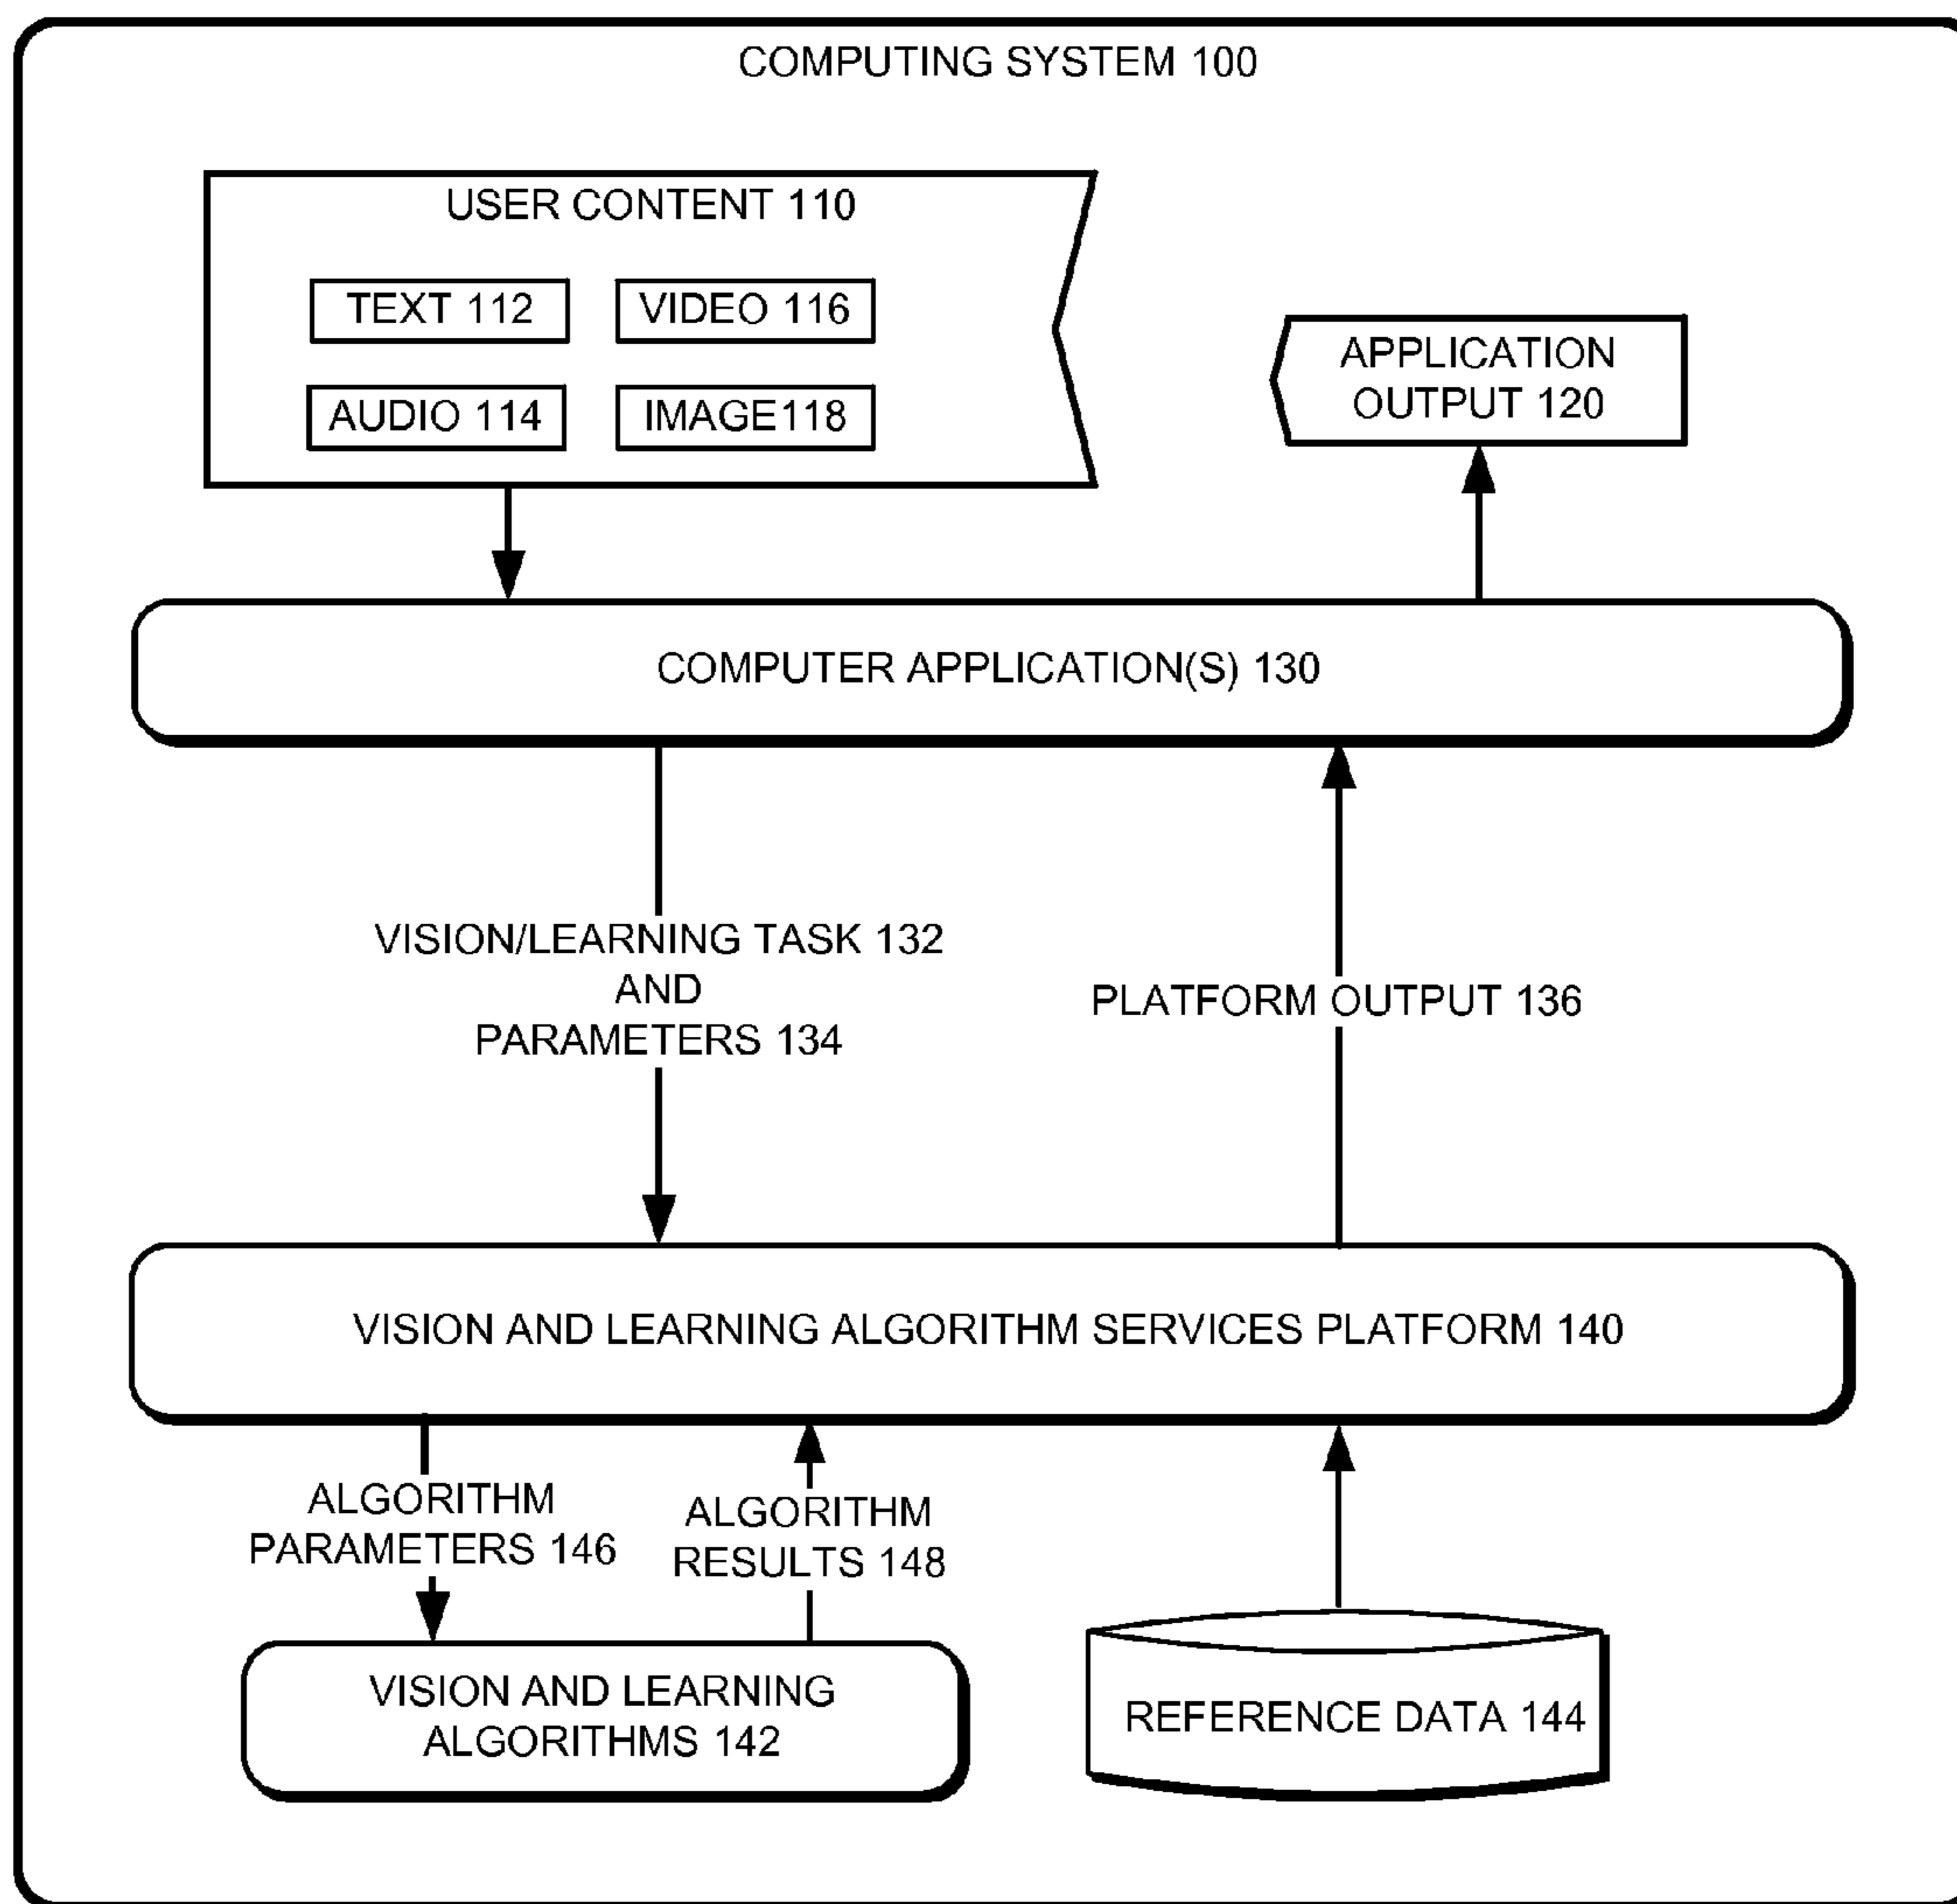 COMPUTING SYSTEM 100
USER CONTENT 110
TEXT 112
VIDEO 116
AUDIO 114
IMAGE118
APPLICATION
OUTPUT 120
COMPUTER APPLICATION(S) 130
VISION/LEARNING TASK 132
AND
PARAMETERS 134
PLATFORM OUTPUT 136
VISION AND LEARNING ALGORITHM SERVICES PLATFORM 140
ALGORITHM
PARAMETERS 146
ALGORITHM
RESULTS 148
VISION AND LEARNING
ALGORITHMS 142
REFERENCE DATA 144